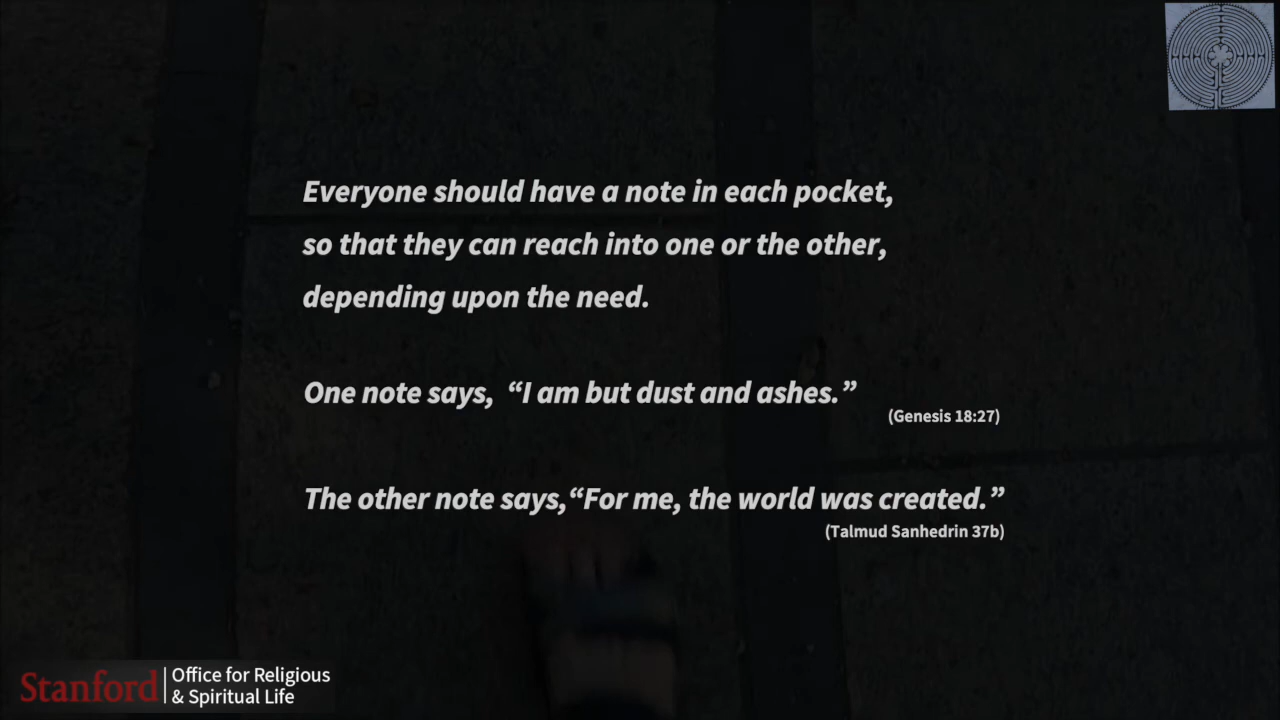 Everyone should have a note in each pocket,
so that they can reach into one or the other,
depending upon the need.
One note says, “I am but dust and ashes.”
(Genesis 18:27)
The other note says,“For me, the world was created.”
(Talmud Sanhedrin 37b)
Stanford
Office for Religious
& Spiritual Life